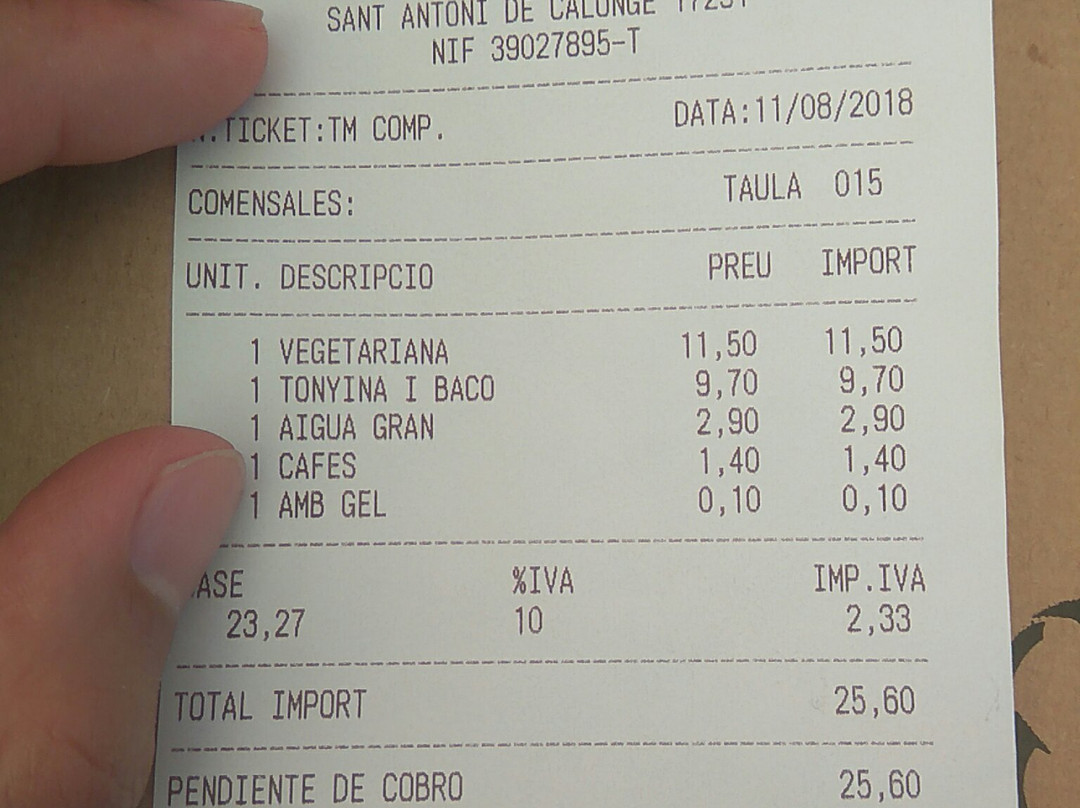 SANT ANTONI DE CALONGE 17251
NIF 39027895-T
.TICKET:TM COMP. DATA:11/08/2018
COMENSALES: TAULA 015
UNIT. DESCRIPCIO PREU IMPORT
1 VEGETARIANA 11,50 11,50
1 TONYINA I BACO 9,70 9,70
1 AIGUA GRAN 2,90 2,90
1 CAFES 1,40 1,40
1 AMB GEL 0,10 0,10
ASE %IVA IMP.IVA
23,27 10 2,33
TOTAL IMPORT 25,60
PENDIENTE DE COBRO 25,60